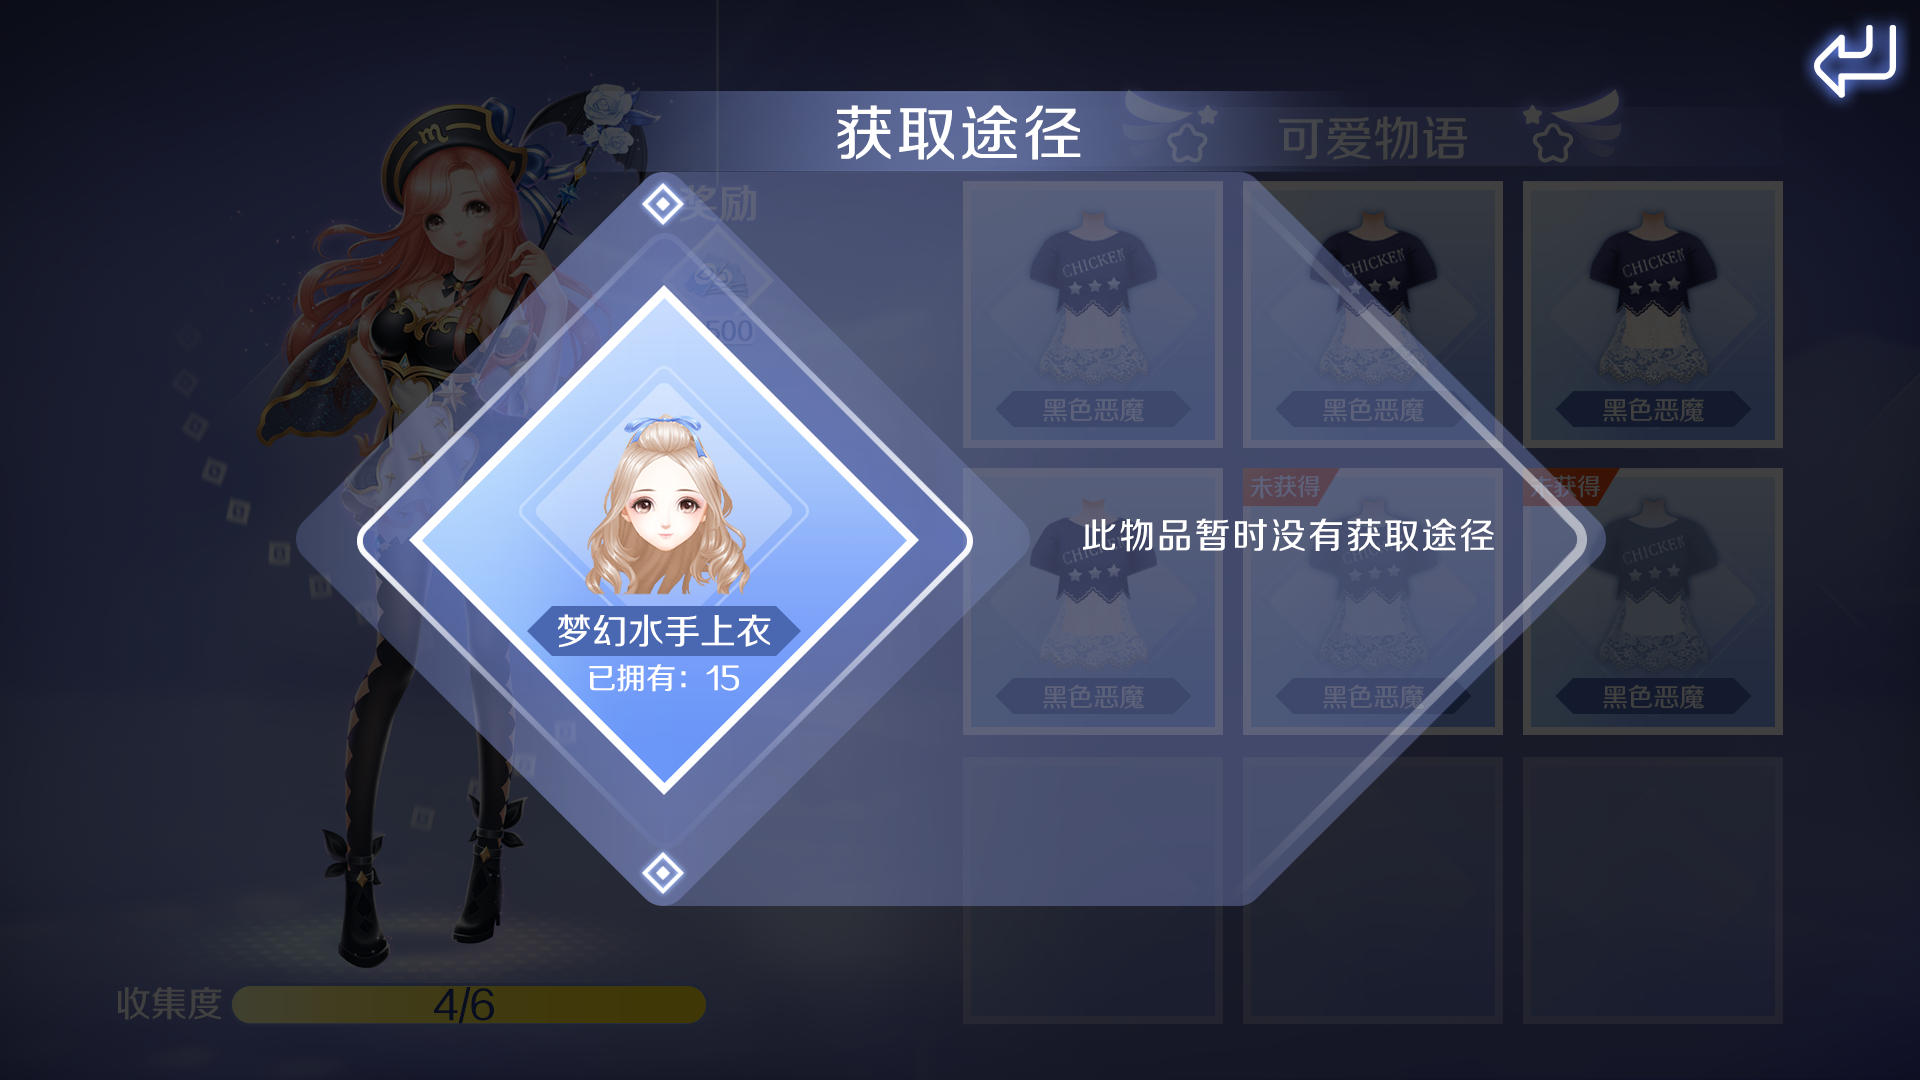 获取途径
可爱物语
奖励
500
CHICKEN
CHICKEN
CHICKEN
黑色恶魔
黑色恶魔
黑色恶魔
未获得
未获得
CHICKEN
CHICKEN
CHICKEN
此物品暂时没有获取途径
梦幻水手上衣
已拥有：15
黑色恶魔
黑色恶魔
黑色恶魔
收集度
4/6